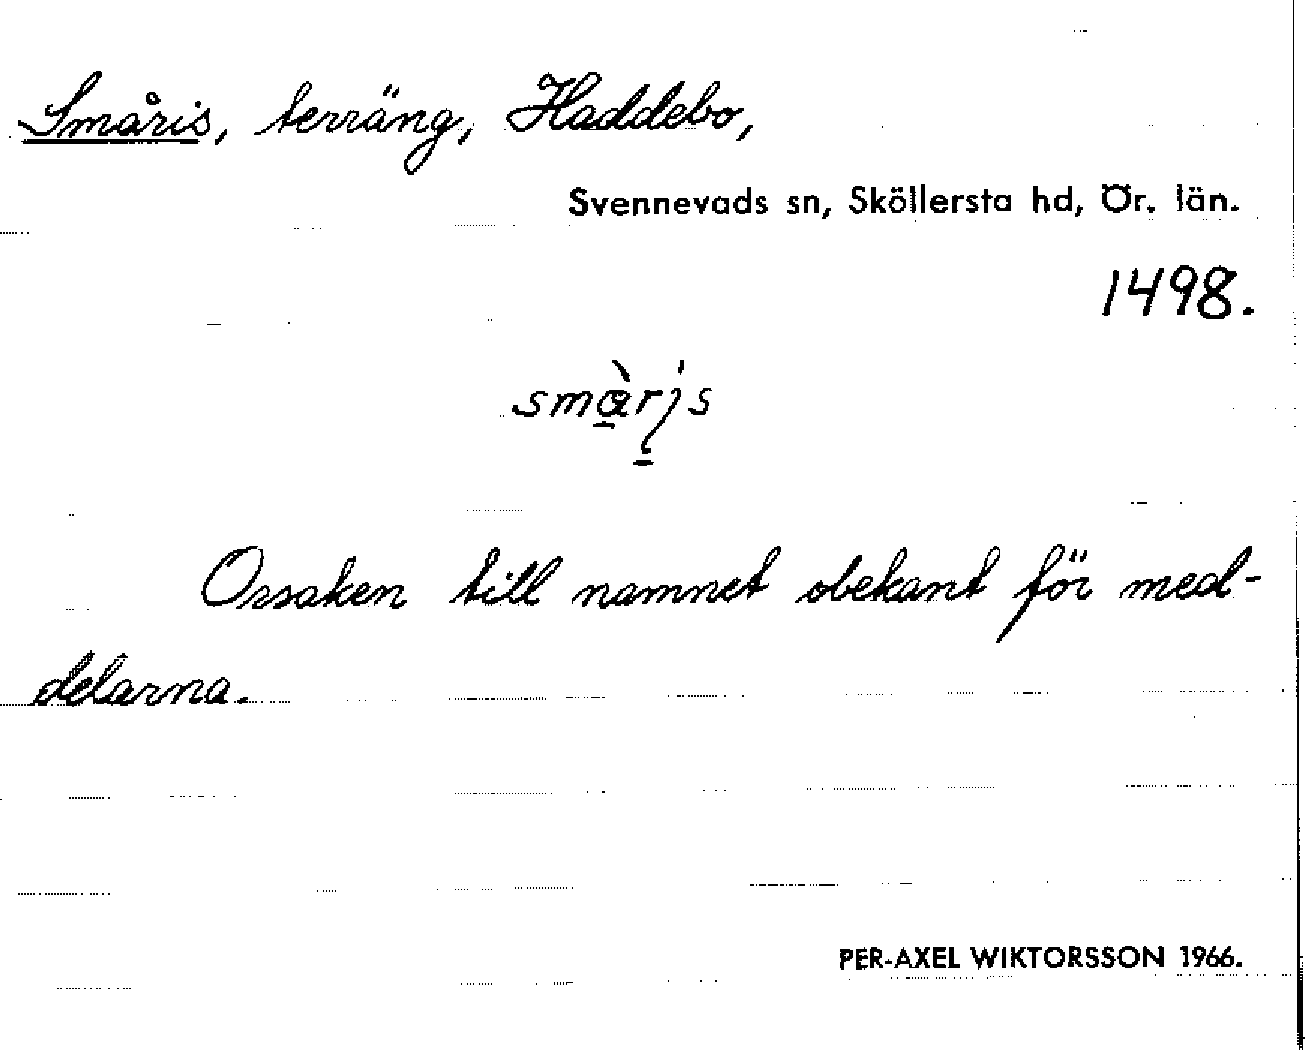 Småris, terräng, Haddebo,
Svennevads sn, Sköllersta hd, Ör. län.
1498.
Orsaken till namnet obekant för med-
delarna.
PER-AXEL WIKTORSSON 1966.